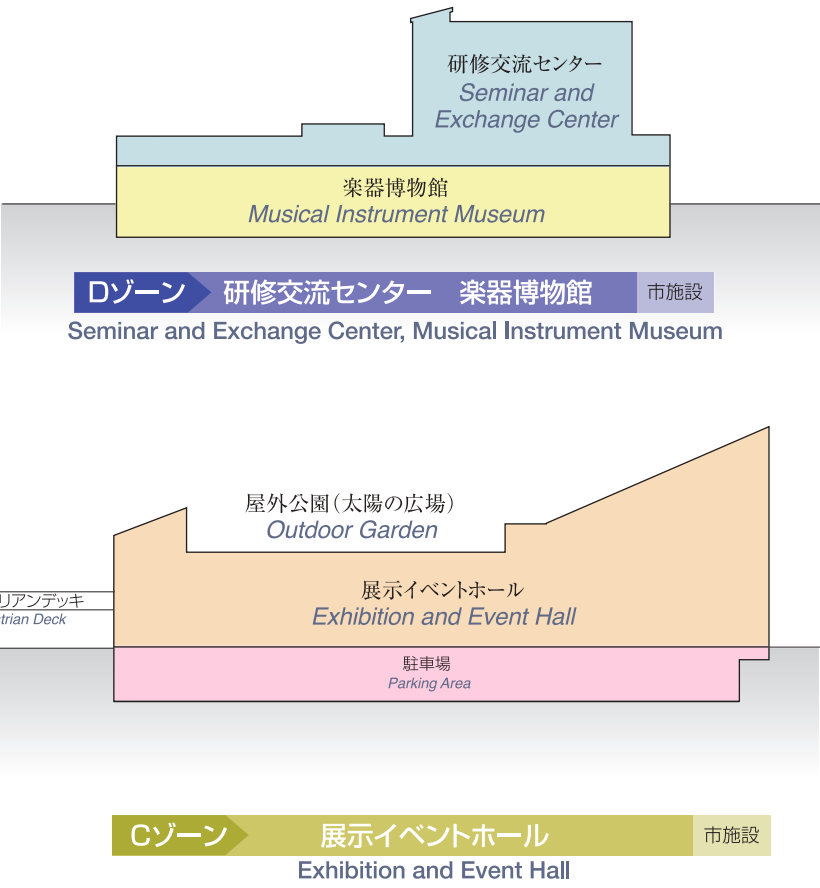 研修交流センター
Seminar and
Exchange Center
楽器博物館
Musical Instrument Museum
Dゾーン 研修交流センター 楽器博物館 市施設
Seminar and Exchange Center, Musical Instrument Museum
屋外公園(太陽の広場)
Outdoor Garden
リアンデッキ
trian Deck
展示イベントホール
Exhibition and Event Hall
駐車場
Parking Area
Cゾーン 展示イベントホール 市施設
Exhibition and Event Hall